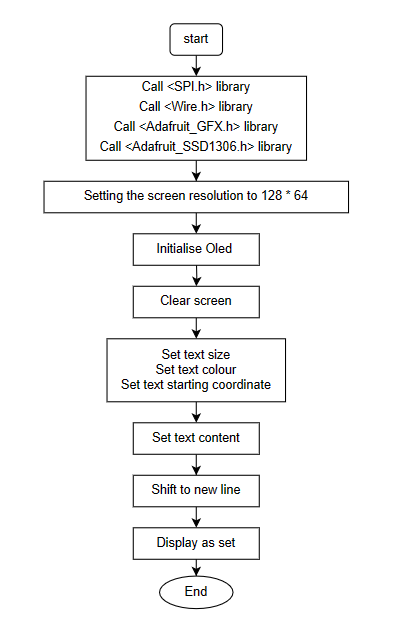 start
Call <SPI.h> library
Call <Wire.h> library
Call <Adafruit_GFX.h> library
Call <Adafruit_SSD1306.h> library
Setting the screen resolution to 128 * 64
Initialise Oled
Clear screen
Set text size
Set text colour
Set text starting coordinate
Set text content
Shift to new line
Display as set
End